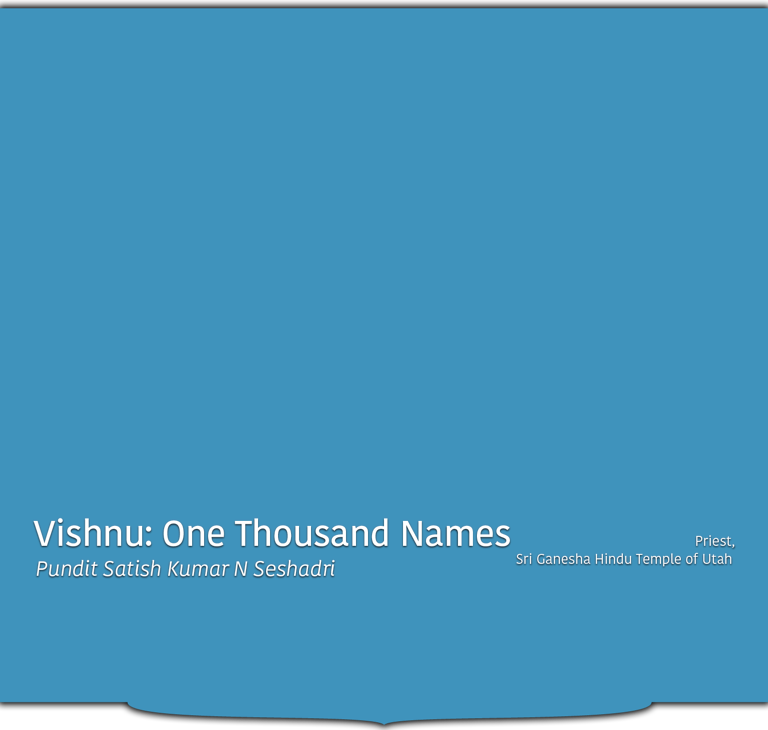 Vishnu: One Thousand Names
Pundit Satish Kumar N Seshadri
Priest,
Sri Ganesha Hindu Temple of Utah